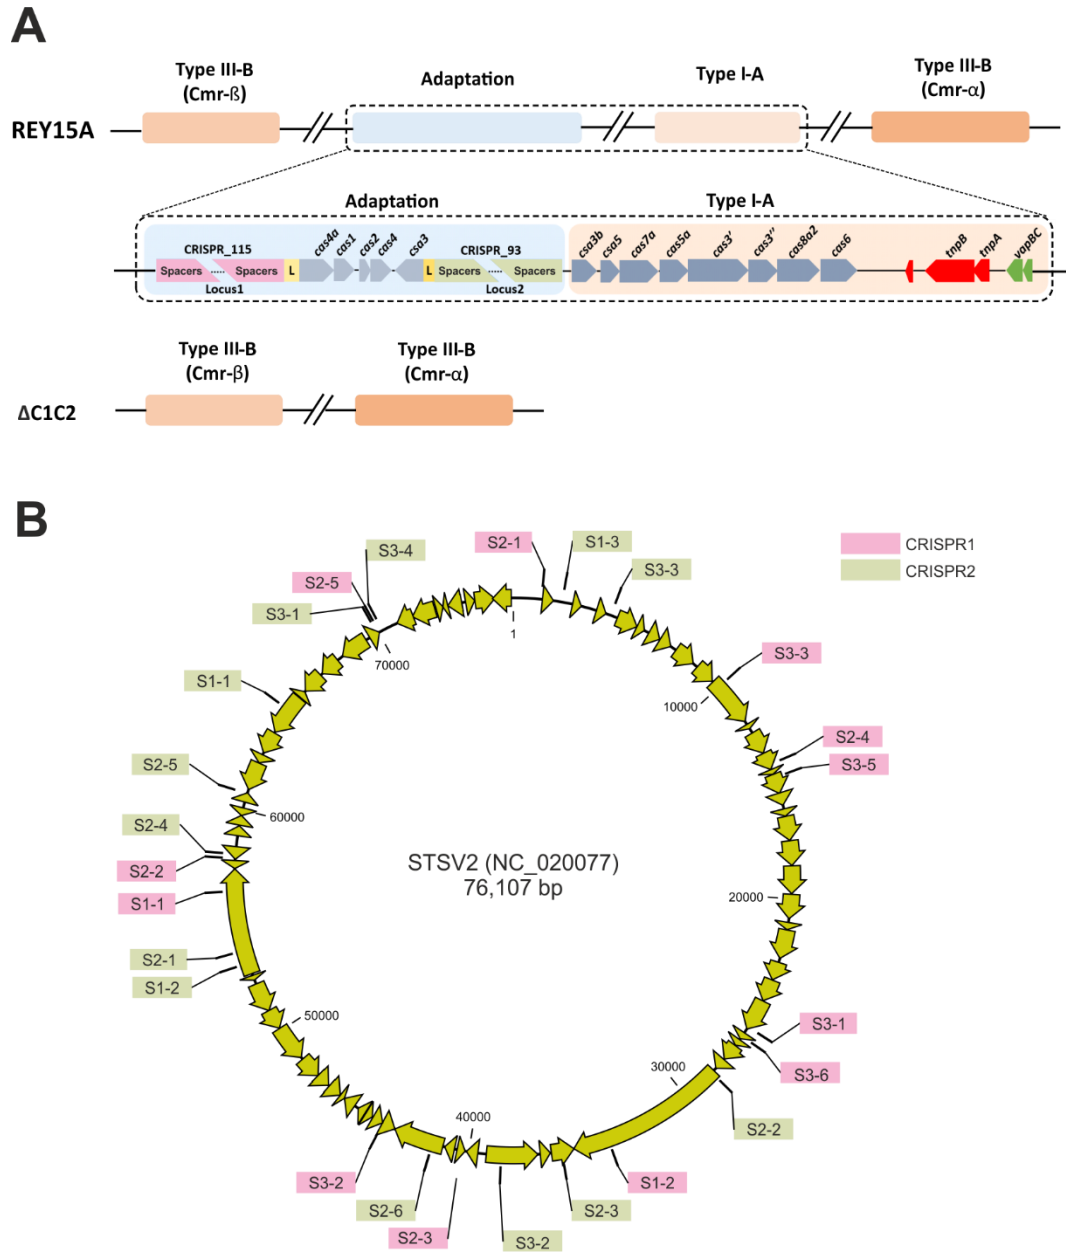 A
Type III-B
(Cmr-ß)
Adaptation
Type I-A
Type III-B
(Cmr-α)
REY15A
Adaptation
Type I-A
CRISPR_115
cas4a
cas1
cas2
cas4
csa3
CRISPR_93
csa3b
csa5
cas7a
cas5a
cas3'
cas3''
cas8a2
cas6
tnpB
tnpA
vapBC
Spacers ..... Spacers L
L Spacers ..... Spacers
Locus1
Locus2
Type III-B
(Cmr-β)
Type III-B
(Cmr-α)
ΔC1C2
B
CRISPR1
CRISPR2
S3-4
S2-1
S1-3
S2-5
S3-3
S3-1
1
70000
S3-3
S1-1
10000
S2-4
S3-5
S2-5
60000
S2-4
S2-2
STSV2 (NC_020077)
76,107 bp
S1-1
20000
S2-1
S1-2
50000
S3-1
30000
S3-6
40000
S2-2
S3-2
S1-2
S2-6
S2-3
S2-3
S3-2